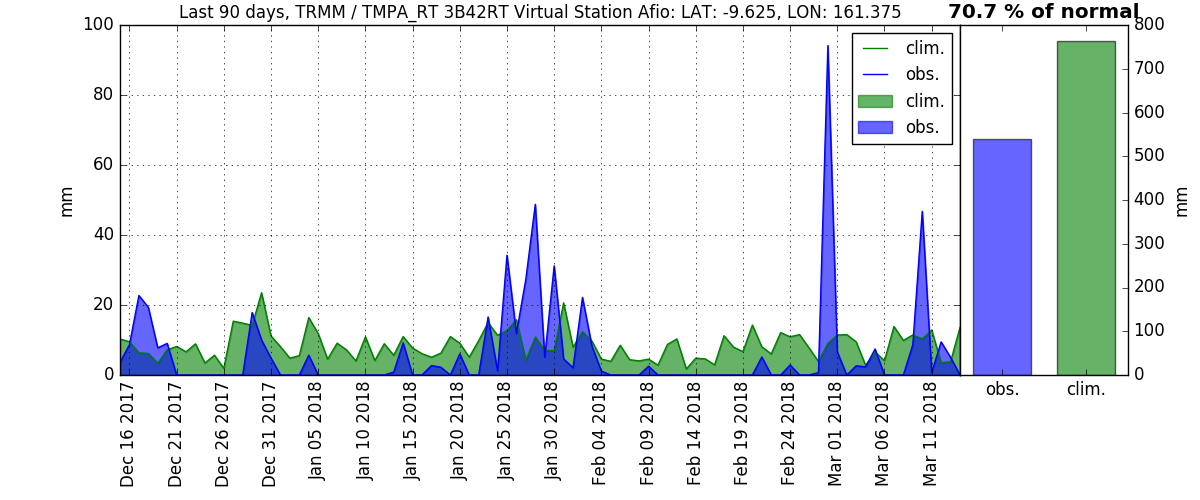 Last 90 days, TRMM / TMPA_RT 3B42RT Virtual Station Afio: LAT: -9.625, LON: 161.375
70.7 % of normal
mm
100
80
60
40
20
0
clim.
obs.
clim.
obs.
800
700
600
500
400
300
200
100
0
mm
Dec 16 2017
Dec 21 2017
Dec 26 2017
Dec 31 2017
Jan 05 2018
Jan 10 2018
Jan 15 2018
Jan 20 2018
Jan 25 2018
Jan 30 2018
Feb 04 2018
Feb 09 2018
Feb 14 2018
Feb 19 2018
Feb 24 2018
Mar 01 2018
Mar 06 2018
Mar 11 2018
obs.
clim.